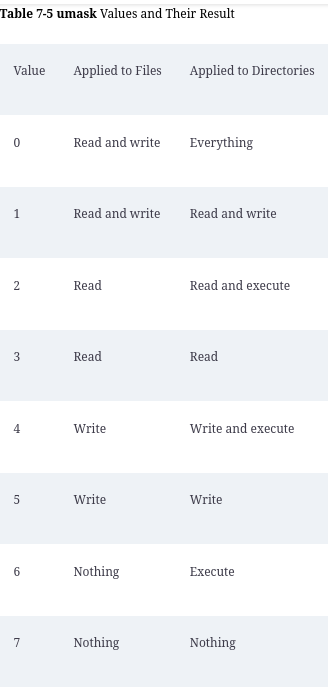 Table 7-5 umask Values and Their Result
Value Applied to Files Applied to Directories
0 Read and write Everything
1 Read and write Read and write
2 Read Read and execute
3 Read Read
4 Write Write and execute
5 Write Write
6 Nothing Execute
7 Nothing Nothing